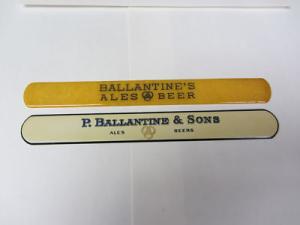 BALLANTINE'S
ALES BEER
P. BALLANTINE & SONS
ALES BEERS